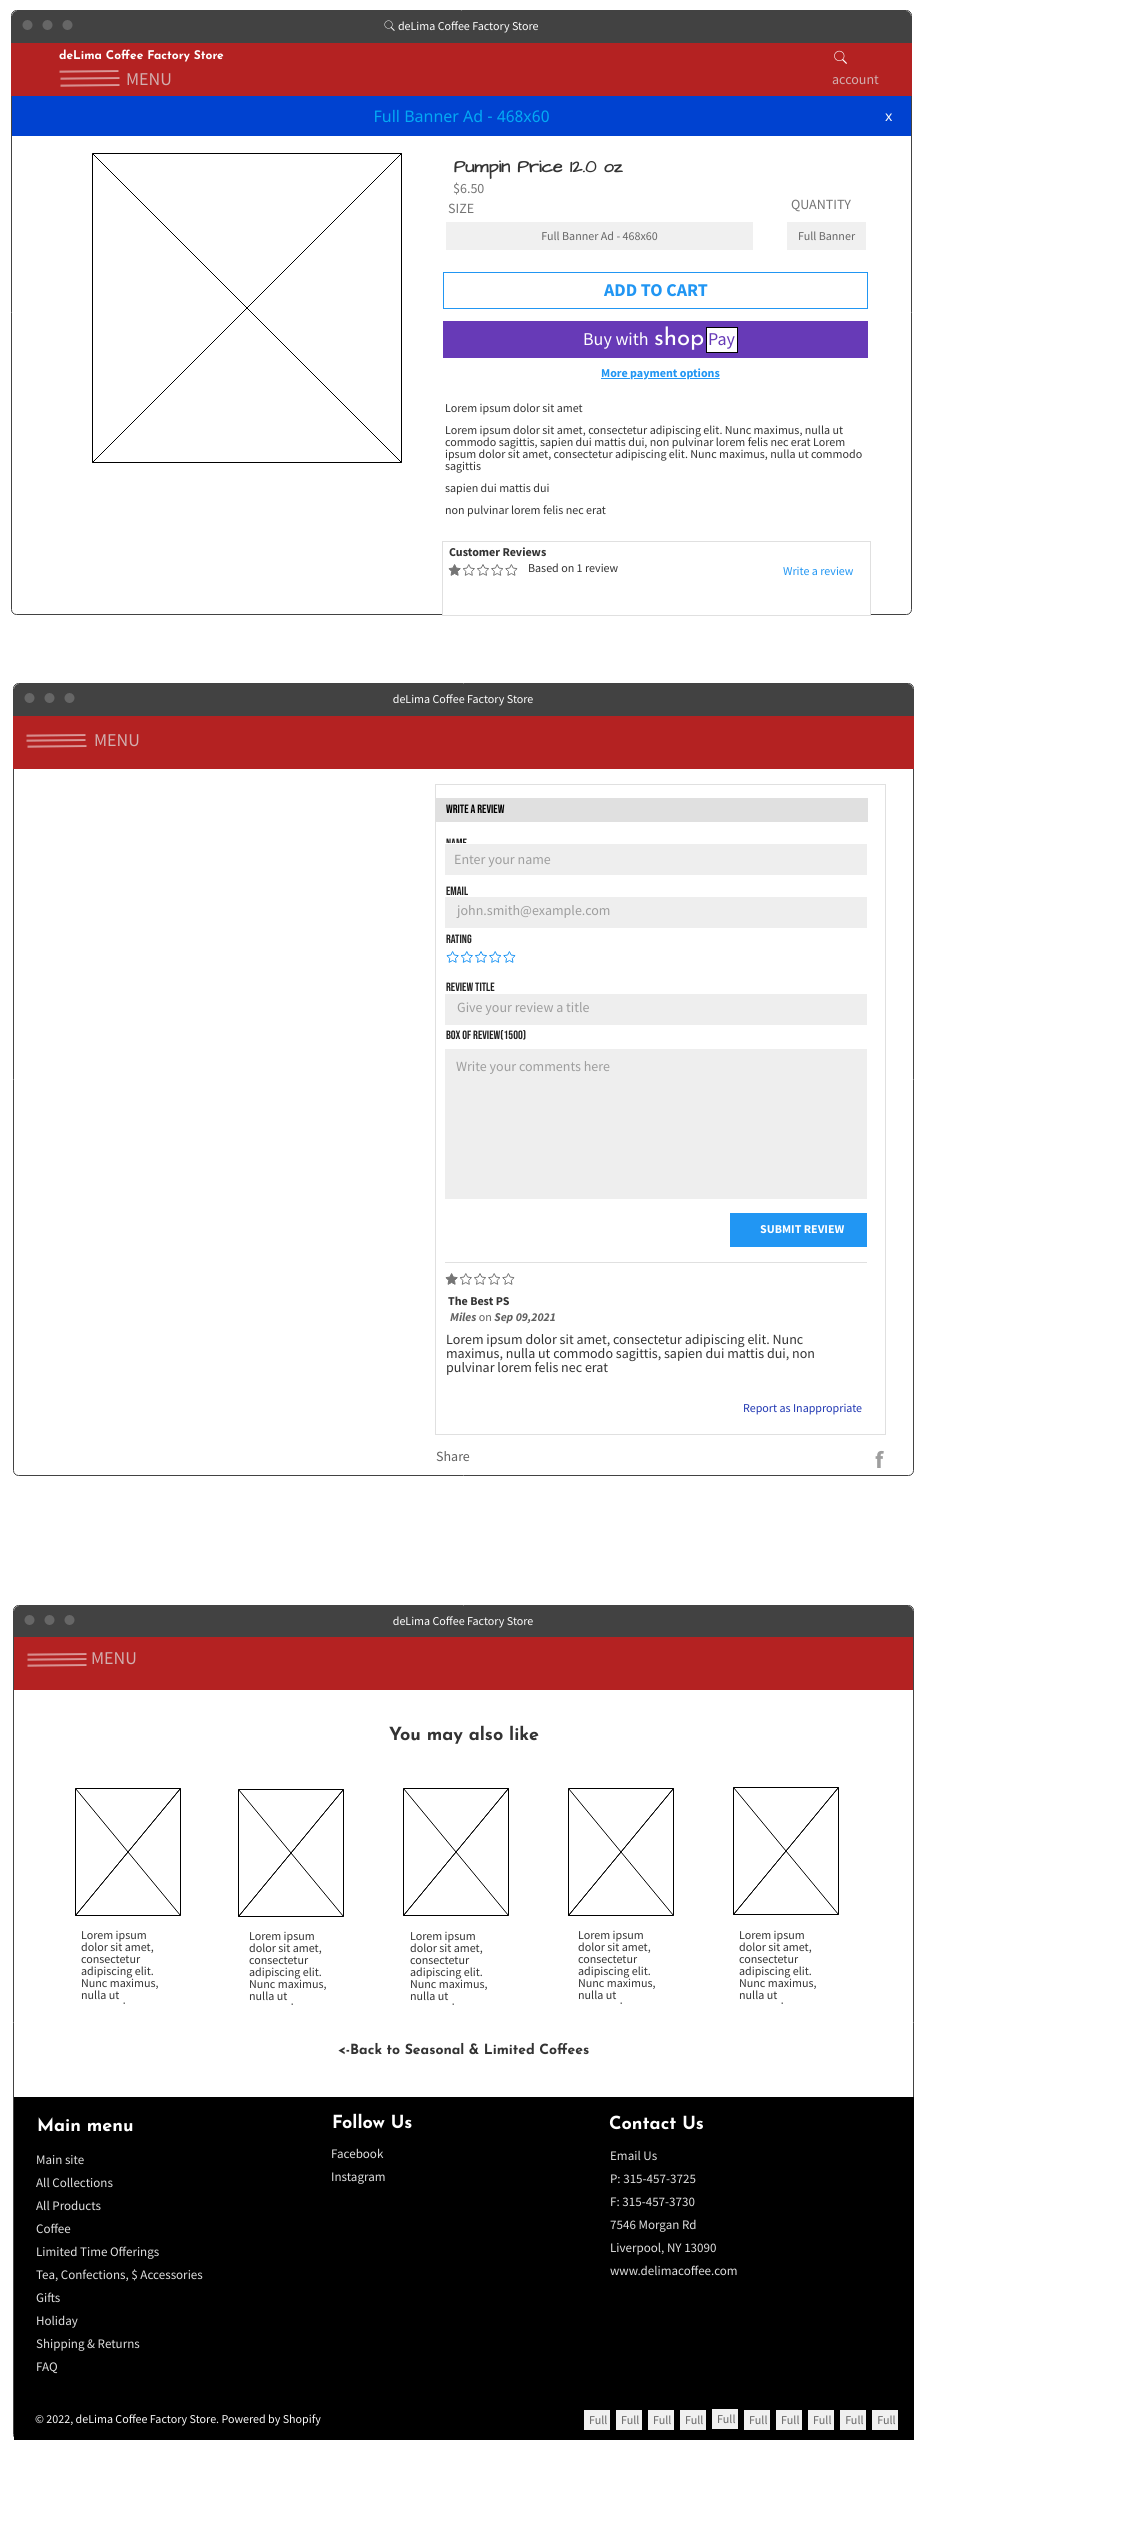 deLima Coffee Factory Store
deLima Coffee Factory Store
MENU
account
Full Banner Ad - 468x60
x
Pumpin Price 12.0 oz
$6.50
SIZE
QUANTITY
Full Banner Ad - 468x60
Full Banner
ADD TO CART
Buy with shop Pay
More payment options
Lorem ipsum dolor sit amet
Lorem ipsum dolor sit amet, consectetur adipiscing elit. Nunc maximus, nulla ut
commodo sagittis, sapien dui mattis dui, non pulvinar lorem felis nec erat Lorem
ipsum dolor sit amet, consectetur adipiscing elit. Nunc maximus, nulla ut commodo
sagittis
sapien dui mattis dui
non pulvinar lorem felis nec erat
Customer Reviews
Based on 1 review
Write a review
deLima Coffee Factory Store
MENU
WRITE A REVIEW
NAME
Enter your name
EMAIL
john.smith@example.com
RATING
REVIEW TITLE
Give your review a title
BOX OF REVIEW(1500)
Write your comments here
SUBMIT REVIEW
The Best PS
Miles on Sep 09,2021
Lorem ipsum dolor sit amet, consectetur adipiscing elit. Nunc
maximus, nulla ut commodo sagittis, sapien dui mattis dui, non
pulvinar lorem felis nec erat
Report as Inappropriate
Share
f
deLima Coffee Factory Store
MENU
You may also like
Lorem ipsum
dolor sit amet,
consectetur
adipiscing elit.
Nunc maximus,
nulla ut
Lorem ipsum
dolor sit amet,
consectetur
adipiscing elit.
Nunc maximus,
nulla ut
Lorem ipsum
dolor sit amet,
consectetur
adipiscing elit.
Nunc maximus,
nulla ut
Lorem ipsum
dolor sit amet,
consectetur
adipiscing elit.
Nunc maximus,
nulla ut
Lorem ipsum
dolor sit amet,
consectetur
adipiscing elit.
Nunc maximus,
nulla ut
<-Back to Seasonal & Limited Coffees
Main menu
Main site
All Collections
All Products
Coffee
Limited Time Offerings
Tea, Confections, $ Accessories
Gifts
Holiday
Shipping & Returns
FAQ
Follow Us
Facebook
Instagram
Contact Us
Email Us
P: 315-457-3725
F: 315-457-3730
7546 Morgan Rd
Liverpool, NY 13090
www.delimacoffee.com
© 2022, deLima Coffee Factory Store. Powered by Shopify
Full Full Full Full Full Full Full Full Full Full